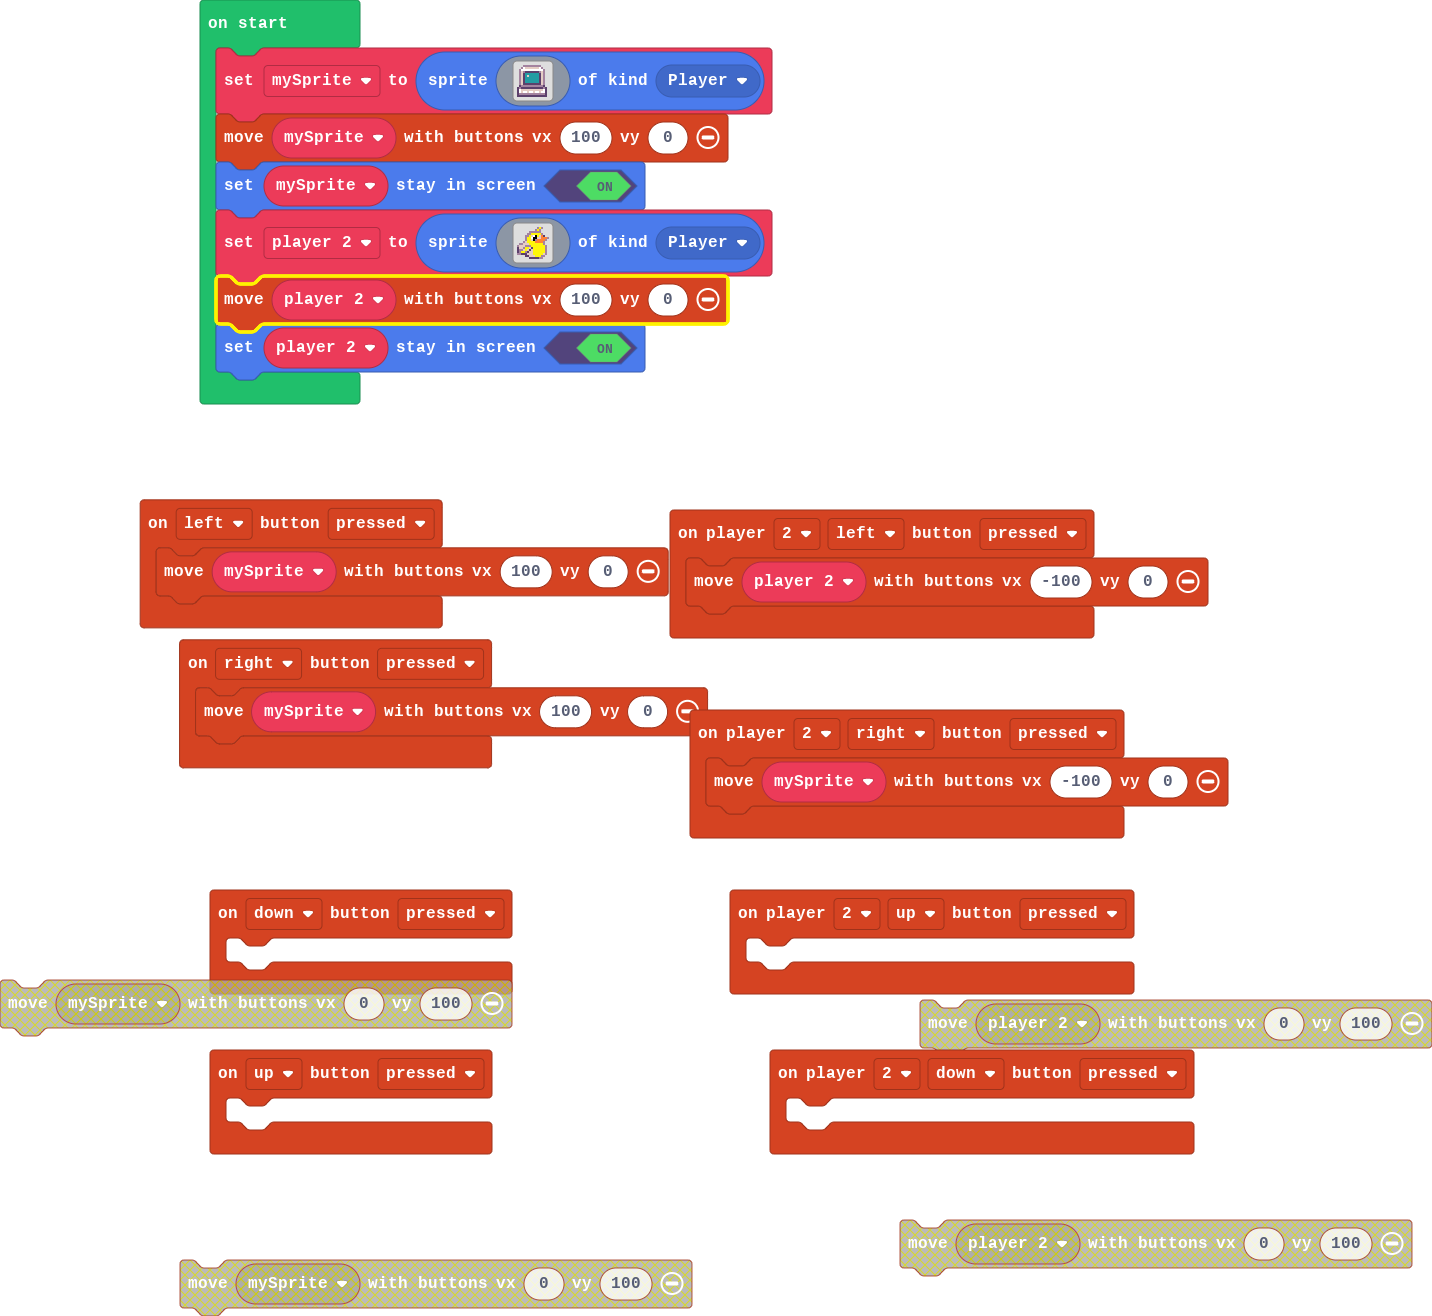 on start
set mySprite to sprite of kind Player
move mySprite with buttons vx 100 vy 0
set mySprite stay in screen ON
set player 2 to sprite of kind Player
move player 2 with buttons vx 100 vy 0
set player 2 stay in screen ON
on left button pressed
move mySprite with buttons vx 100 vy 0
on player 2 left button pressed
move player 2 with buttons vx -100 vy 0
on right button pressed
move mySprite with buttons vx 100 vy 0
on player 2 right button pressed
move mySprite with buttons vx -100 vy 0
on down button pressed
move mySprite with buttons vx 0 vy 100
on player 2 up button pressed
move player 2 with buttons vx 0 vy 100
on up button pressed
on player 2 down button pressed
move player 2 with buttons vx 0 vy 100
move mySprite with buttons vx 0 vy 100